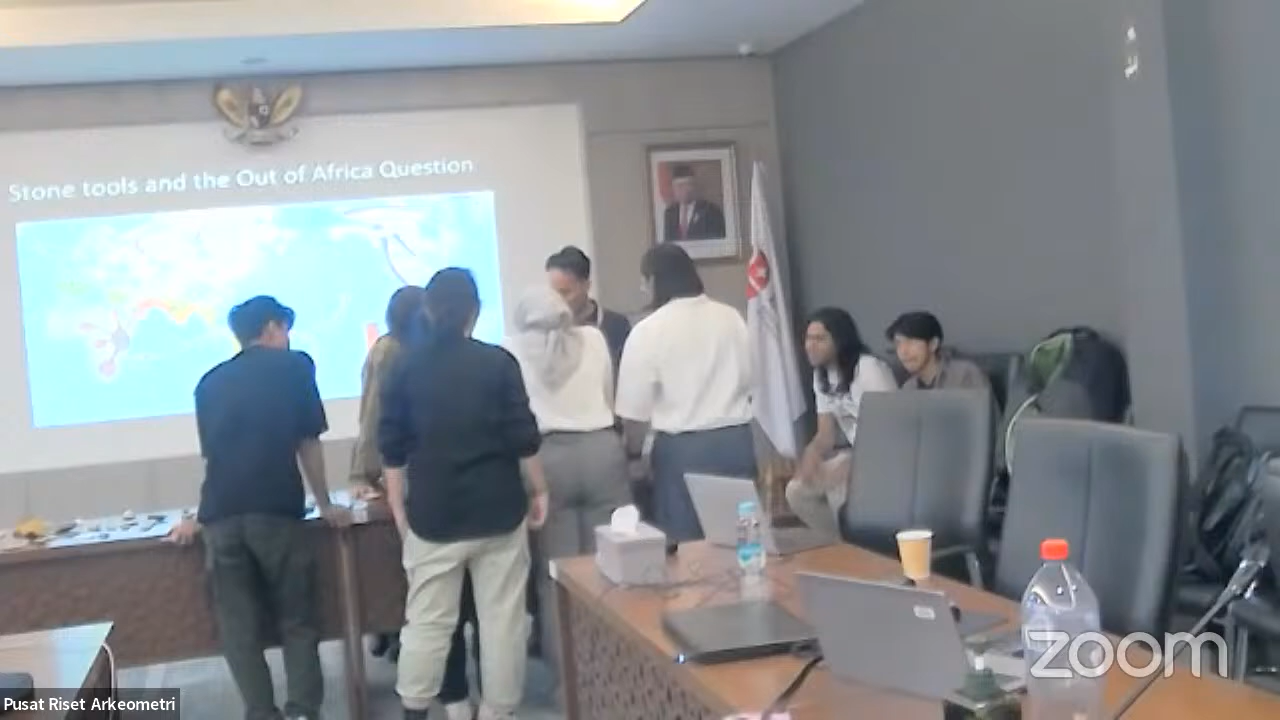 Stone tools and the Out of Africa Question
zoom
Pusat Riset Arkeometri